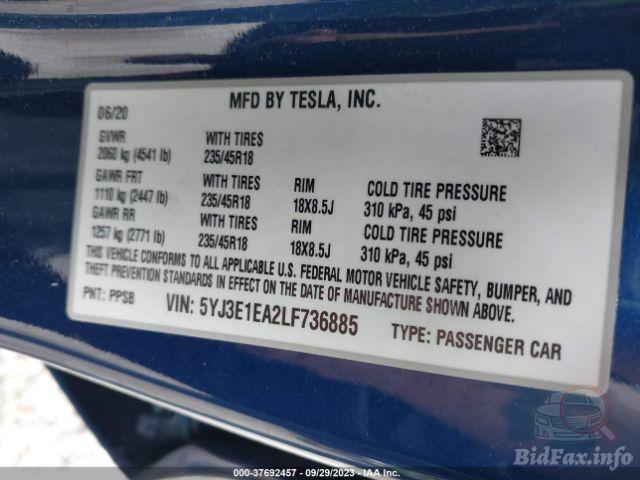 MFD BY TESLA, INC.
06/20
GVWR WITH TIRES
2060 kg (4541 lb) 235/45R18
GAWR FRT WITH TIRES RIM COLD TIRE PRESSURE
1110 kg (2447 lb) 235/45R18 18X8.5J 310 kPa, 45 psi
GAWR RR WITH TIRES RIM COLD TIRE PRESSURE
1257 kg (2771 lb) 235/45R18 18X8.5J 310 kPa, 45 psi
THIS VEHICLE CONFORMS TO ALL APPLICABLE U.S. FEDERAL MOTOR VEHICLE SAFETY, BUMPER, AND
THEFT PREVENTION STANDARDS IN EFFECT ON THE DATE OF MANUFACTURE SHOWN ABOVE.
PNT: PPSB VIN: 5YJ3E1EA2LF736885 TYPE: PASSENGER CAR
BidFax.info
000-37692457 - 09/29/2023 - IAA Inc.